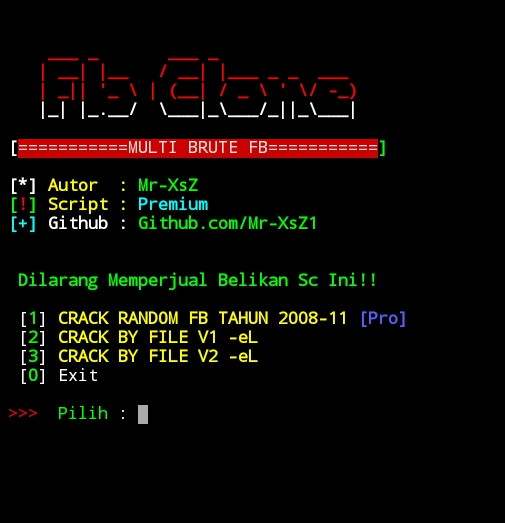 Fb Clone
[===========MULTI BRUTE FB===========]
[*] Autor : Mr-XsZ
[!] Script : Premium
[+] Github : Github.com/Mr-XsZ1
Dilarang Memperjual Belikan Sc Ini!!
[1] CRACK RANDOM FB TAHUN 2008-11 [Pro]
[2] CRACK BY FILE V1 -eL
[3] CRACK BY FILE V2 -eL
[0] Exit
>>> Pilih :